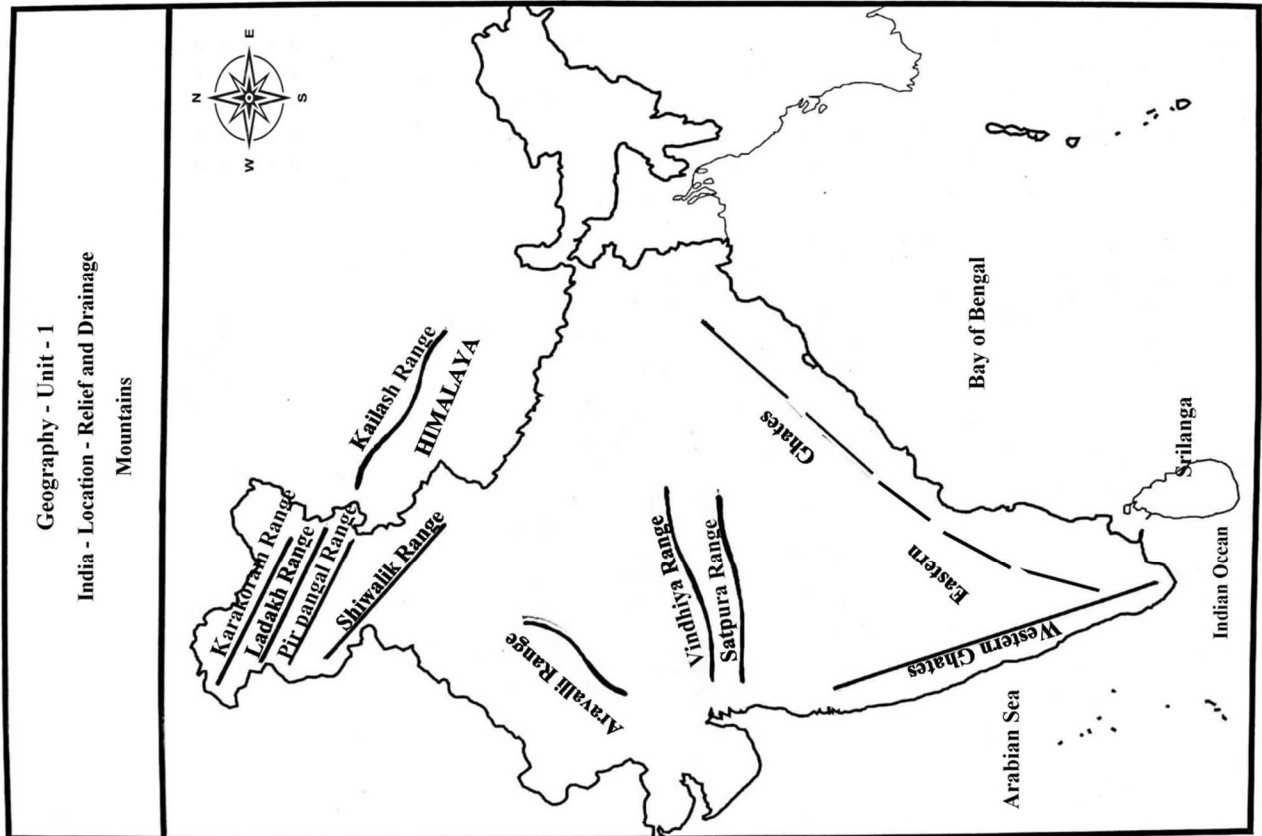 Geography - Unit - 1
India - Location - Relief and Drainage
Mountains
N
E
W
S
Karakoram Range
Ladakh Range
Pir pangal Range
Shiwalik Range
Kailash Range
HIMALAYA
Aravalli Range
Vindhiya Range
Satpura Range
Eastern
Ghates
Western Ghates
Bay of Bengal
Arabian Sea
Srilanga
Indian Ocean